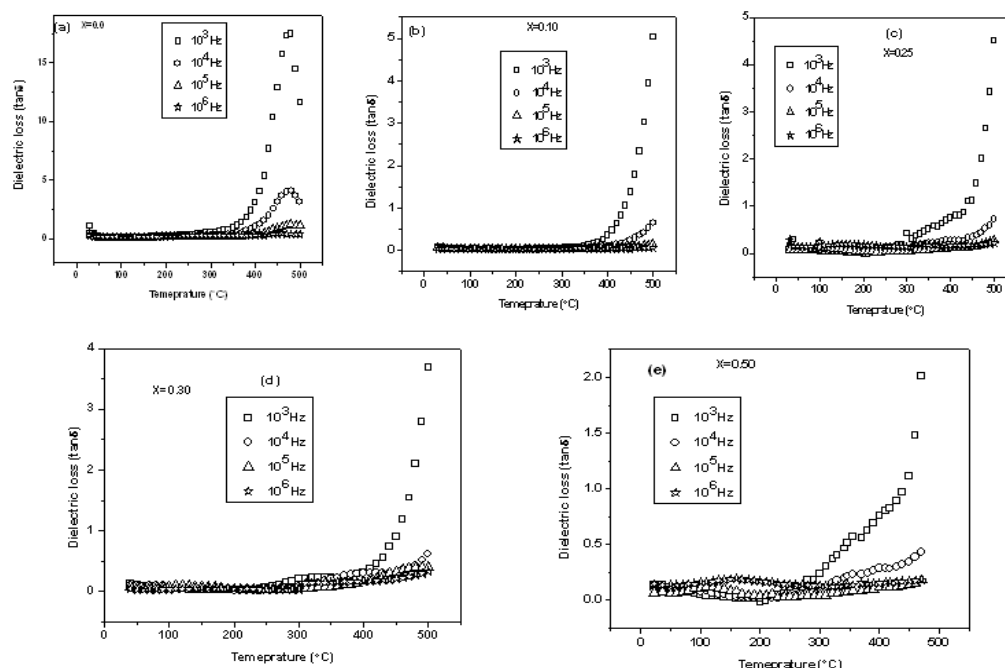 (a)
X=0.0
10³Hz
10⁴Hz
10⁵Hz
10⁶Hz
Dielectric loss (tanδ)
15
10
5
0
0 100 200 300 400 500
Temeprature (°C)
(b)
X=0.10
10³Hz
10⁴Hz
10⁵Hz
10⁶Hz
Dielectric loss (tanδ)
5
4
3
2
1
0
0 100 200 300 400 500
Temeprature (°C)
(c)
X=025
10³Hz
10⁴Hz
10⁵Hz
10⁶Hz
Dielectric loss (tanδ)
5
4
3
2
1
0
0 100 200 300 400 500
Temeprature (°C)
(d)
X=0.30
10³Hz
10⁴Hz
10⁵Hz
10⁶Hz
Dielectric loss (tanδ)
4
3
2
1
0
0 100 200 300 400 500
Temeprature (°C)
(e)
X=0.50
10³Hz
10⁴Hz
10⁵Hz
10⁶Hz
Dielectric loss (tanδ)
2.0
1.5
1.0
0.5
0.0
0 100 200 300 400 500
Temeprature (°C)